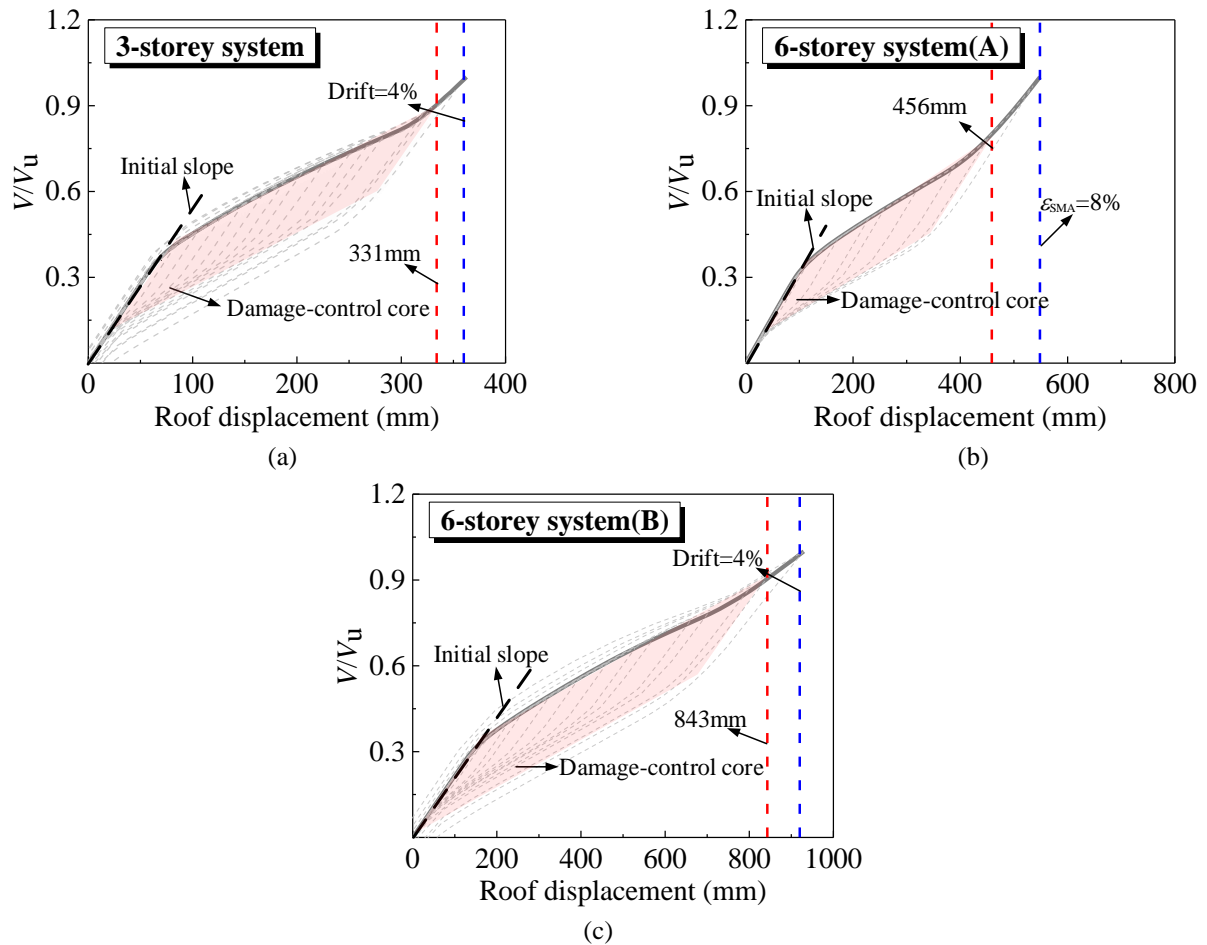 3-storey system
V/Vu
1.2
0.9
0.6
0.3
Drift=4%
Initial slope
331mm
Damage-control core
0 100 200 300 400
Roof displacement (mm)
(a)
6-storey system(A)
V/Vu
1.2
0.9
0.6
0.3
456mm
Initial slope
εSMA=8%
Damage-control core
0 200 400 600 800
Roof displacement (mm)
(b)
6-storey system(B)
V/Vu
1.2
0.9
0.6
0.3
Drift=4%
Initial slope
843mm
Damage-control core
0 200 400 600 800 1000
Roof displacement (mm)
(c)